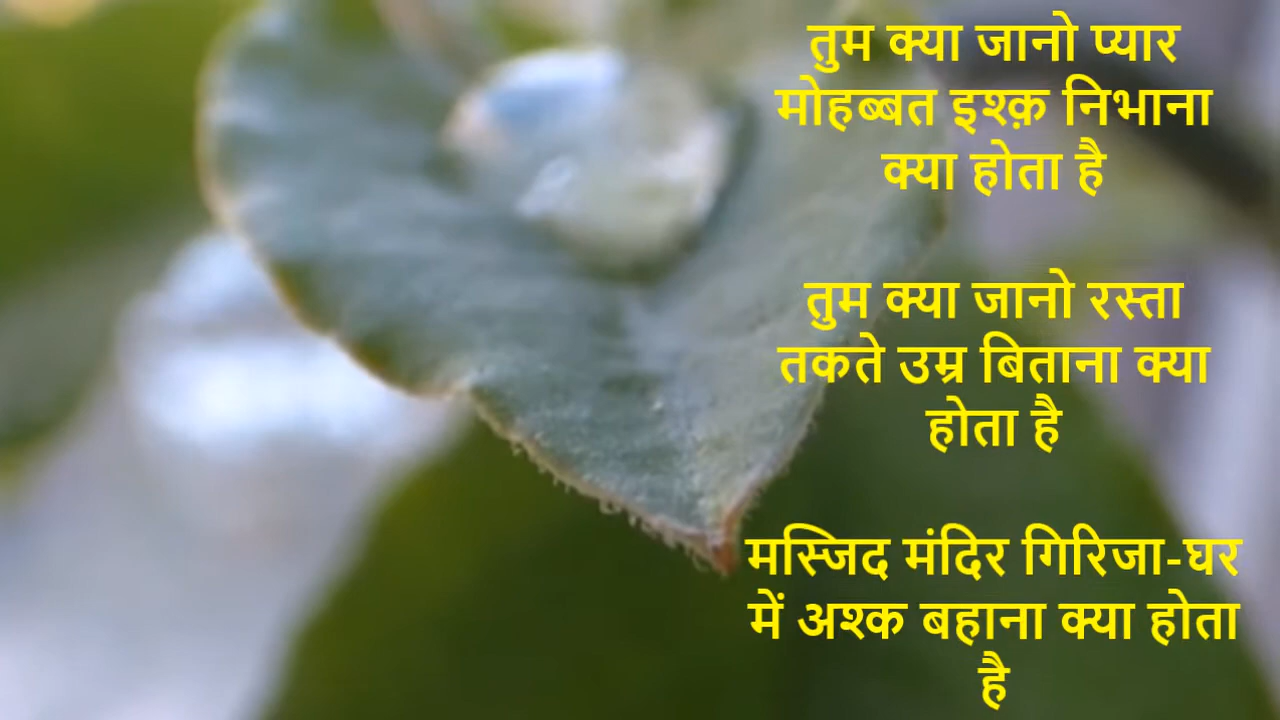 तुम क्या जानो प्यार
मोहब्बत इश्क़ निभाना
क्या होता है
तुम क्या जानो रस्ता
तकते उम्र बिताना क्या
होता है
मस्जिद मंदिर गिरिजा-घर
में अश्क बहाना क्या होता
है